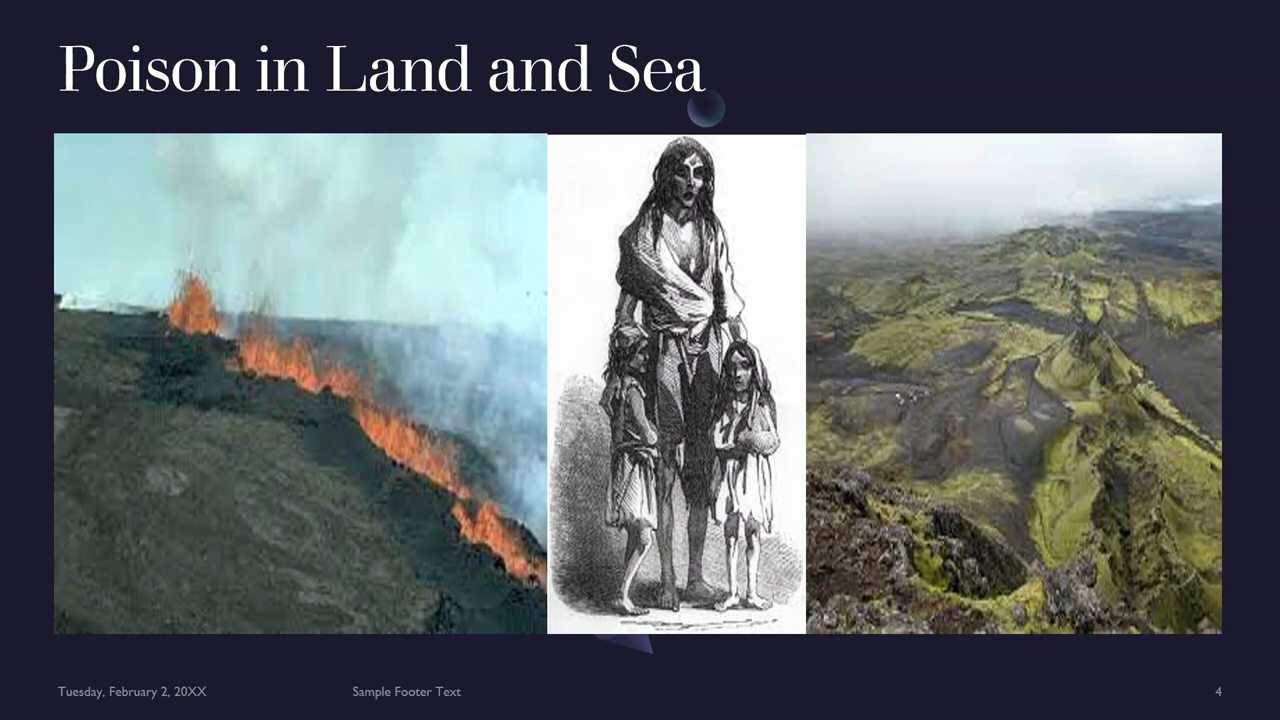 Poison in Land and Sea
Tuesday, February 2, 20XX
Sample Footer Text
4